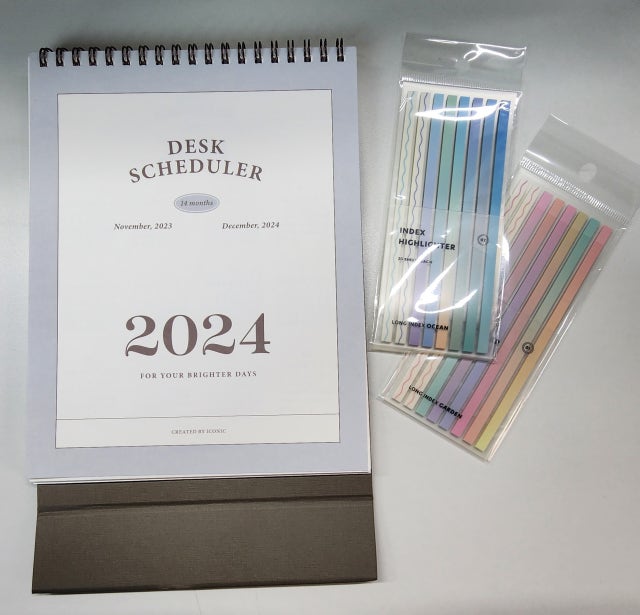 DESK
SCHEDULER
14 months
November, 2023
December, 2024
2024
FOR YOUR BRIGHTER DAYS
CREATED BY ICONIC
INDEX
HIGHLIGHTER
LONG INDEX OCEAN
LONG INDEX GARDEN